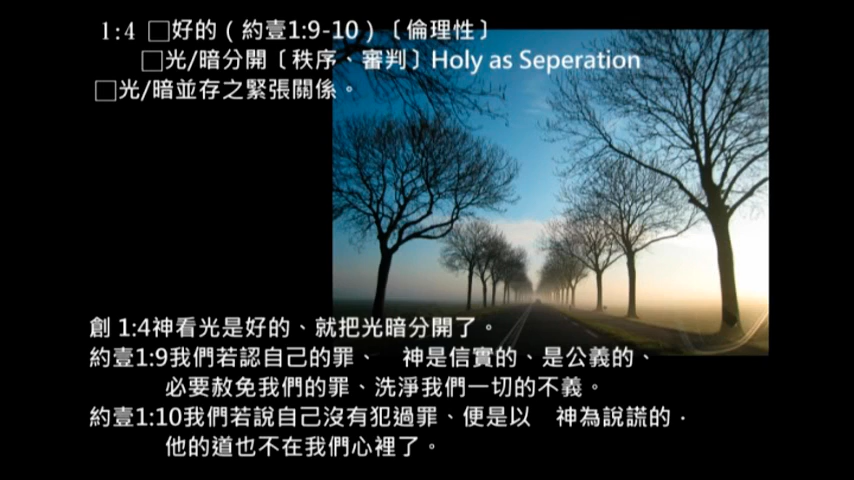 1:4 □好的（約壹1:9-10）〔倫理性〕
□光/暗分開〔秩序、審判〕Holy as Seperation
□光/暗並存之緊張關係。
創 1:4神看光是好的、就把光暗分開了。
約壹1:9我們若認自己的罪、　神是信實的、是公義的、
必要赦免我們的罪、洗淨我們一切的不義。
約壹1:10我們若說自己沒有犯過罪、便是以　神為說謊的．
他的道也不在我們心裡了。